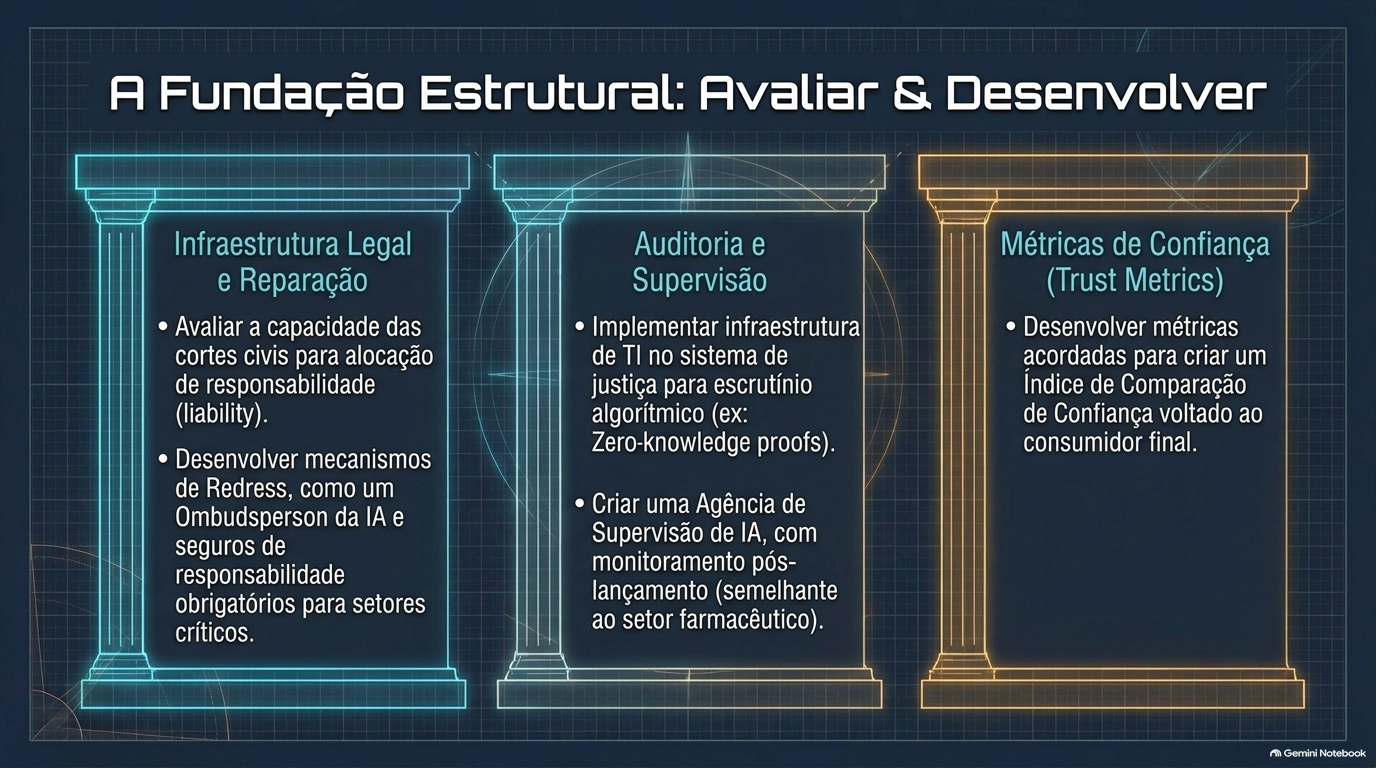 A Fundação Estrutural: Avaliar & Desenvolver
Infraestrutura Legal
e Reparação
• Avaliar a capacidade das
cortes civis para alocação
de responsabilidade
(liability).
• Desenvolver mecanismos
de Redress, como um
Ombudsperson da IA e
seguros de
responsabilidade
obrigatórios para setores
críticos.
Auditoria e
Supervisão
• Implementar infraestrutura
de TI no sistema de
justiça para escrutínio
algorítmico (ex:
Zero-knowledge proofs).
• Criar uma Agência de
Supervisão de IA, com
monitoramento pós-
lançamento (semelhante
ao setor farmacêutico).
Métricas de Confiança
(Trust Metrics)
• Desenvolver métricas
acordadas para criar um
Índice de Comparação
de Confiança voltado ao
consumidor final.
Gemini Notebook